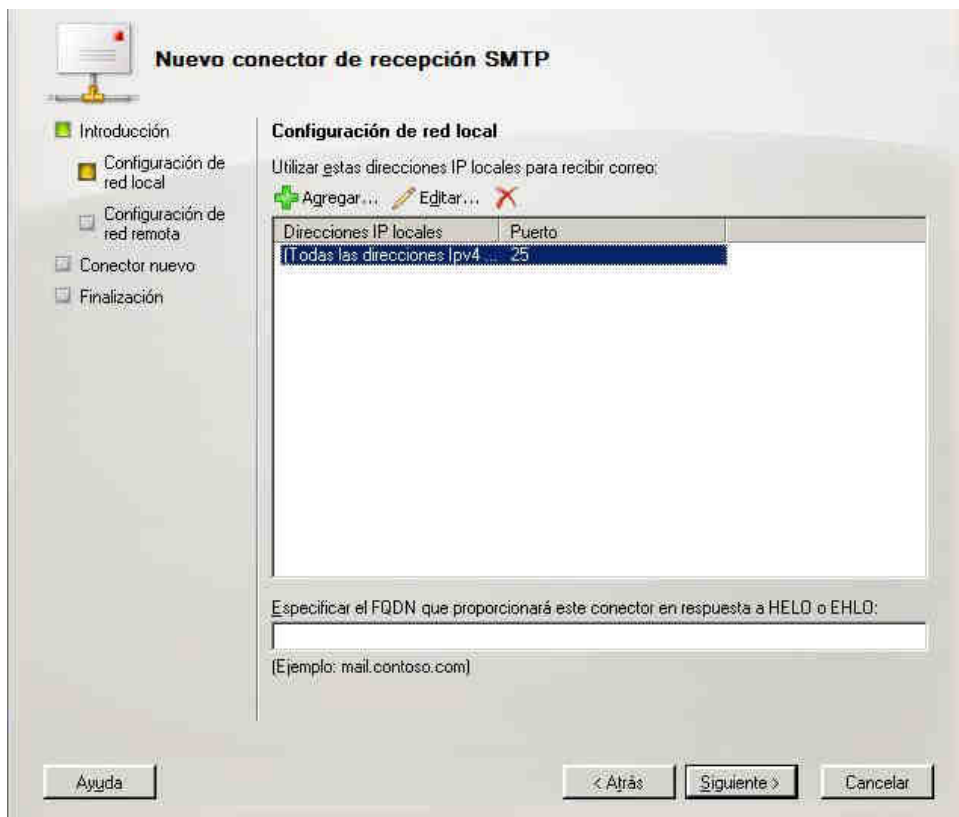 Nuevo conector de recepción SMTP
Introducción
Configuración de
red local
Configuración de
red remota
Conector nuevo
Finalización
Configuración de red local
Utilizar estas direcciones IP locales para recibir correo:
Agregar... Editar...
Direcciones IP locales Puerto
(Todas las direcciones Ipv4 ... 25
Especificar el FQDN que proporcionará este conector en respuesta a HELO o EHLO:
(Ejemplo: mail.contoso.com)
Ayuda < Atrás Siguiente > Cancelar